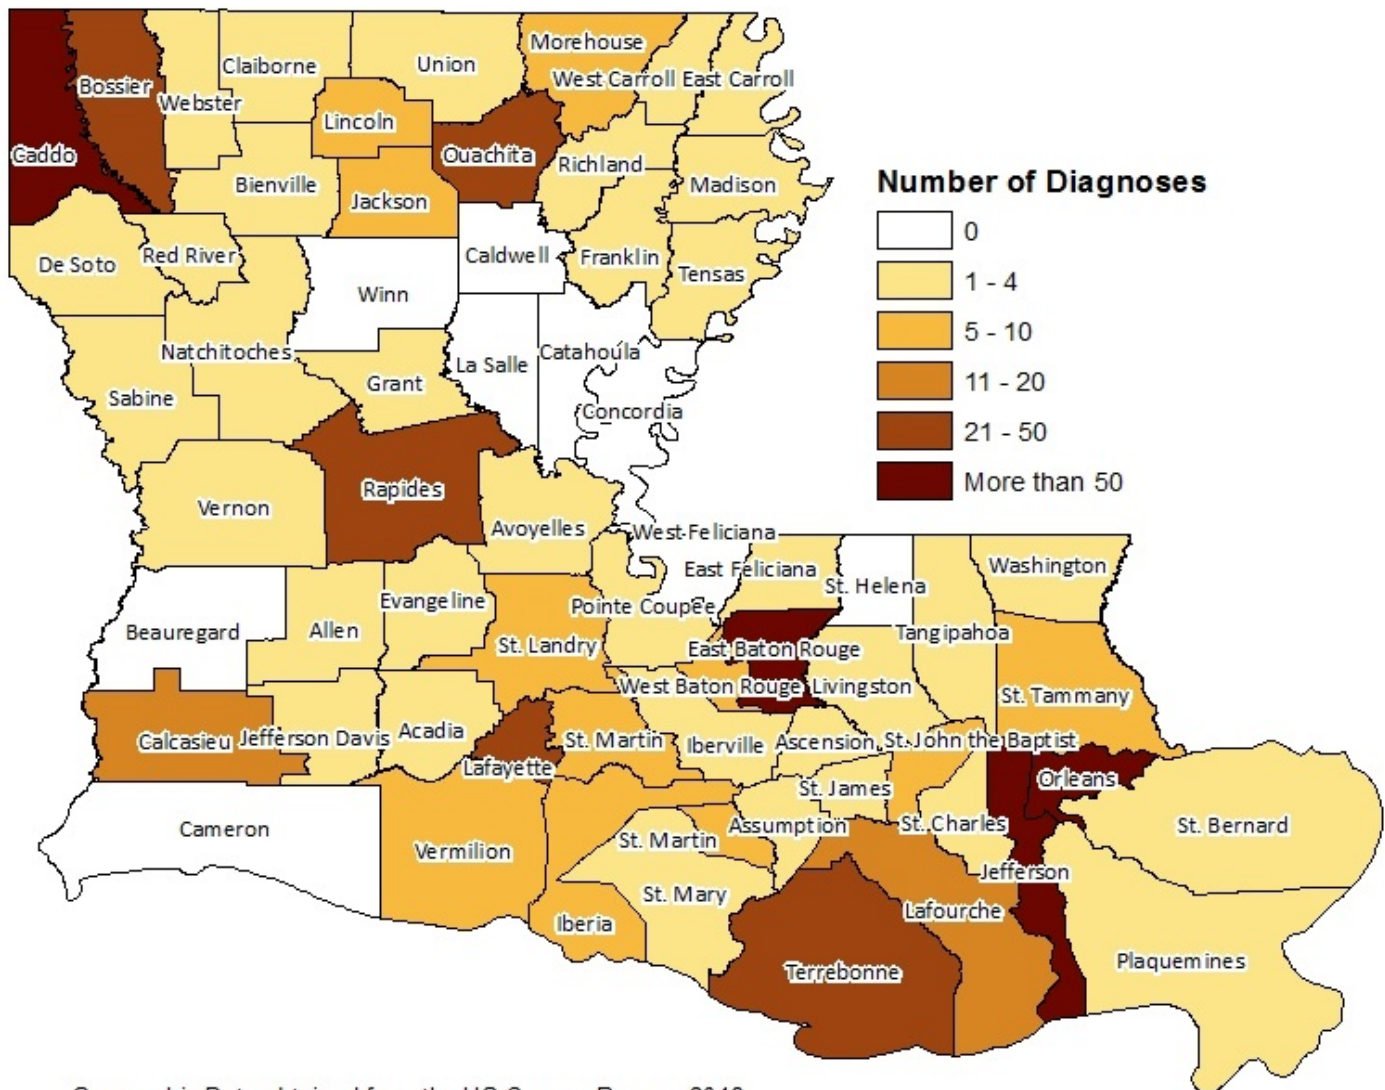 Morehouse
Claiborne
Union
West Carroll
East Carroll
Bossier
Webster
Lincoln
Caddo
Ouachita
Richland
Bienville
Madison
Jackson
Number of Diagnoses
0
1 - 4
5 - 10
11 - 20
21 - 50
More than 50
De Soto
Red River
Caldwell
Franklin
Tensas
Winn
Natchitoches
La Salle
Catahoula
Grant
Sabine
Concordia
Rapides
Vernon
Avoyelles
West Feliciana
East Feliciana
St. Helena
Washington
Evangeline
Pointe Coupee
Beauregard
Allen
St. Landry
Tangipahoa
East Baton Rouge
West Baton Rouge
Livingston
St. Tammany
Calcasieu
Jefferson Davis
Acadia
St. Martin
Iberville
Ascension
St. John the Baptist
Lafayette
Orleans
St. James
Cameron
Vermilion
St. Martin
Assumption
St. Charles
St. Bernard
Jefferson
St. Mary
Iberia
Lafourche
Terrebonne
Plaquemines